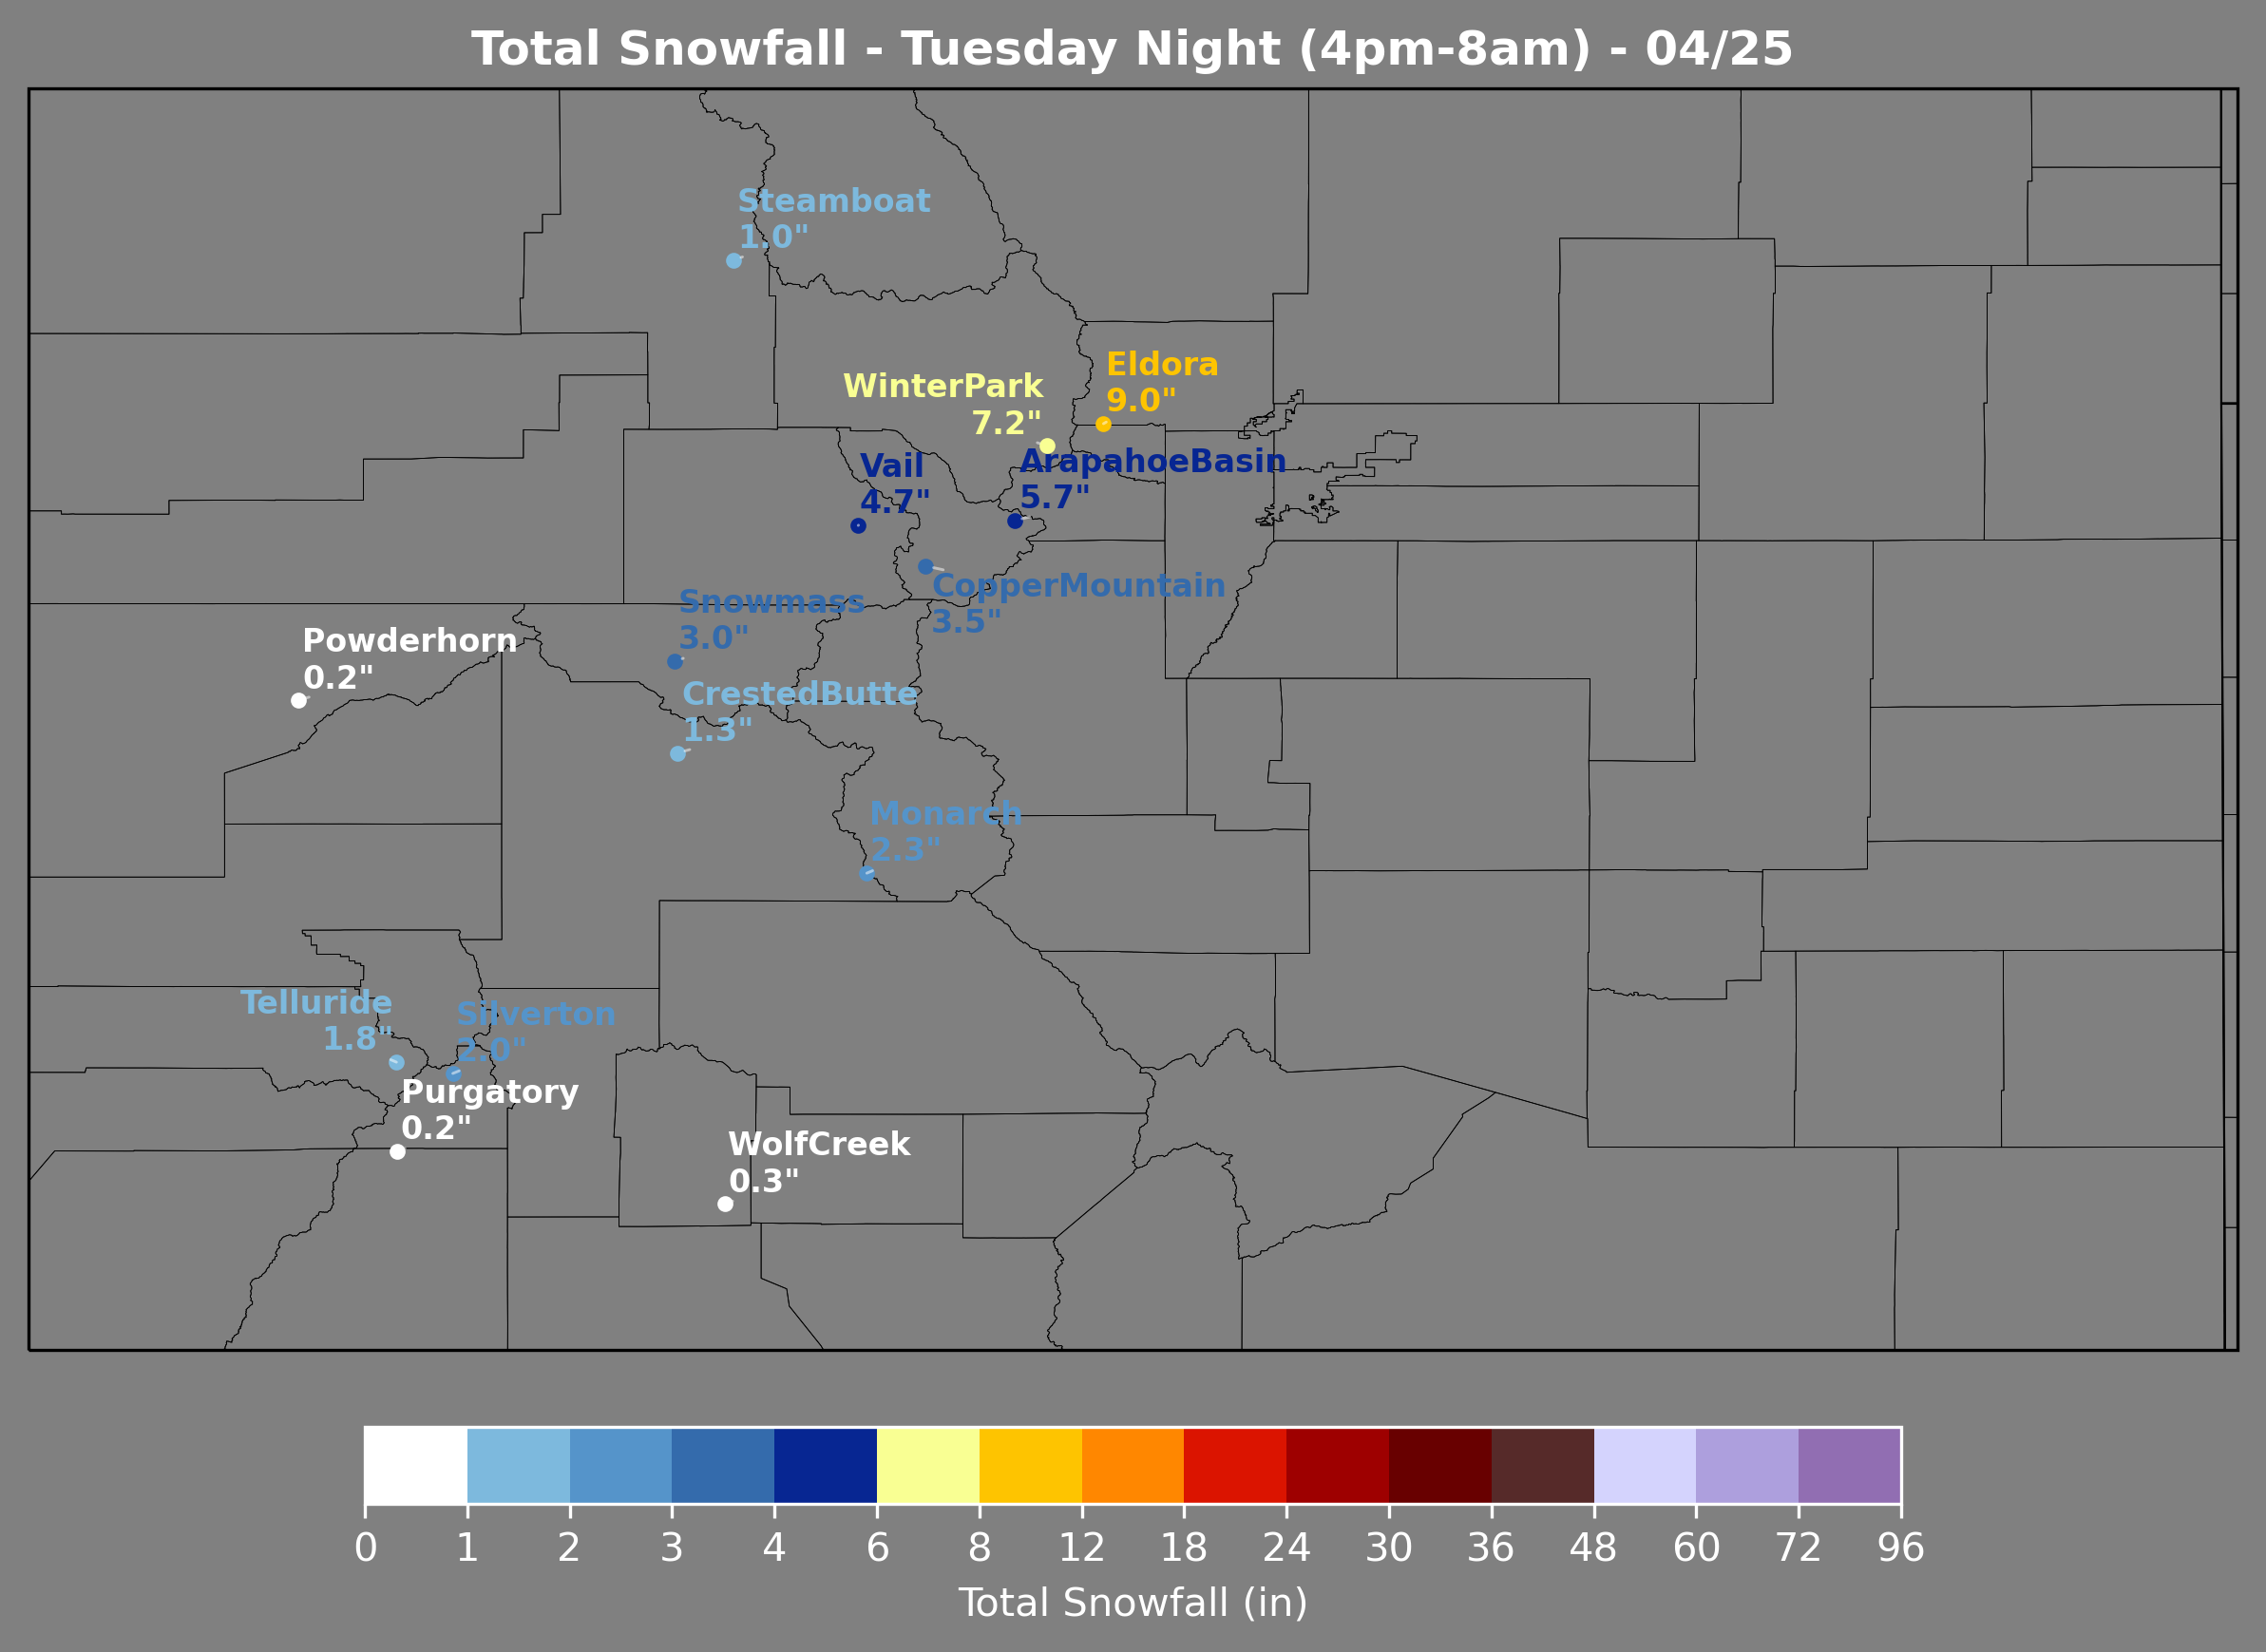 Total Snowfall - Tuesday Night (4pm-8am) - 04/25
Steamboat
1.0"
Eldora
9.0"
WinterPark
7.2"
Vail
4.7"
ArapahoeBasin
5.7"
CopperMountain
3.5"
Snowmass
3.0"
Powderhorn
0.2"
CrestedButte
1.3"
Monarch
2.3"
Telluride
1.8"
Silverton
2.0"
Purgatory
0.2"
WolfCreek
0.3"
0 1 2 3 4 6 8 12 18 24 30 36 48 60 72 96
Total Snowfall (in)